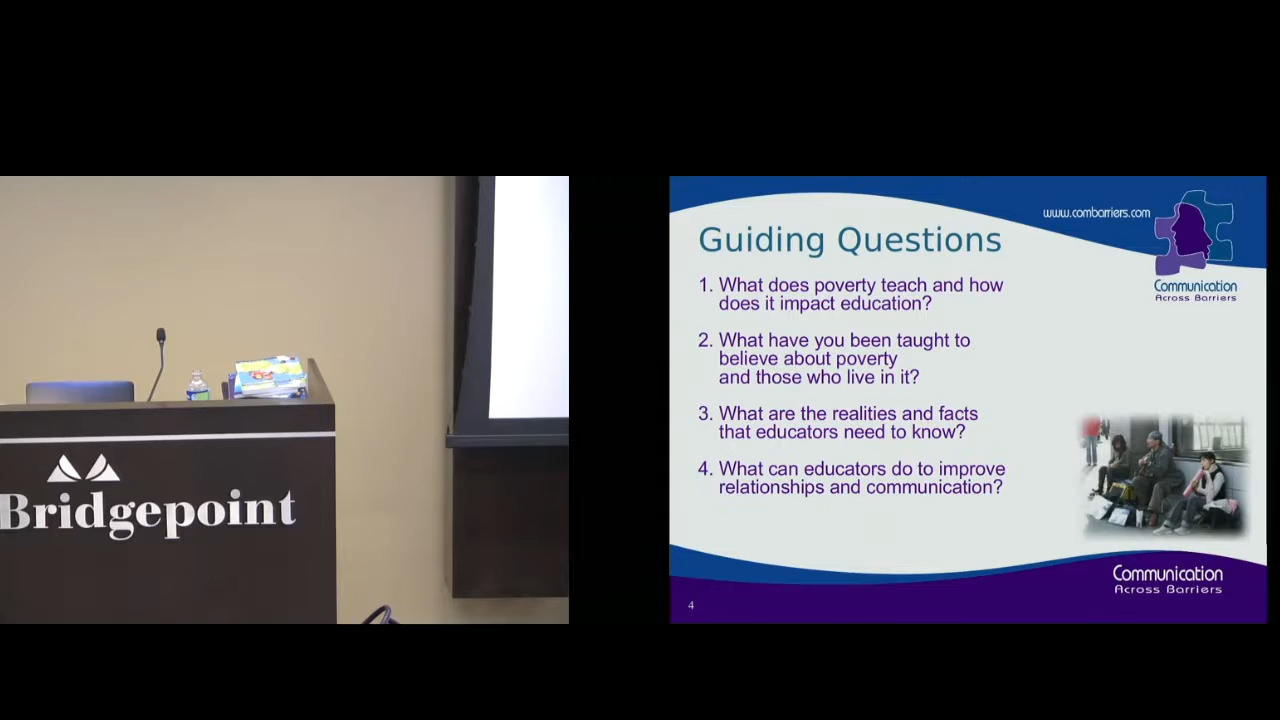 Bridgepoint
www.combarriers.com
Communication
Across Barriers
Guiding Questions
1. What does poverty teach and how
does it impact education?
2. What have you been taught to
believe about poverty
and those who live in it?
3. What are the realities and facts
that educators need to know?
4. What can educators do to improve
relationships and communication?
Communication
Across Barriers
4